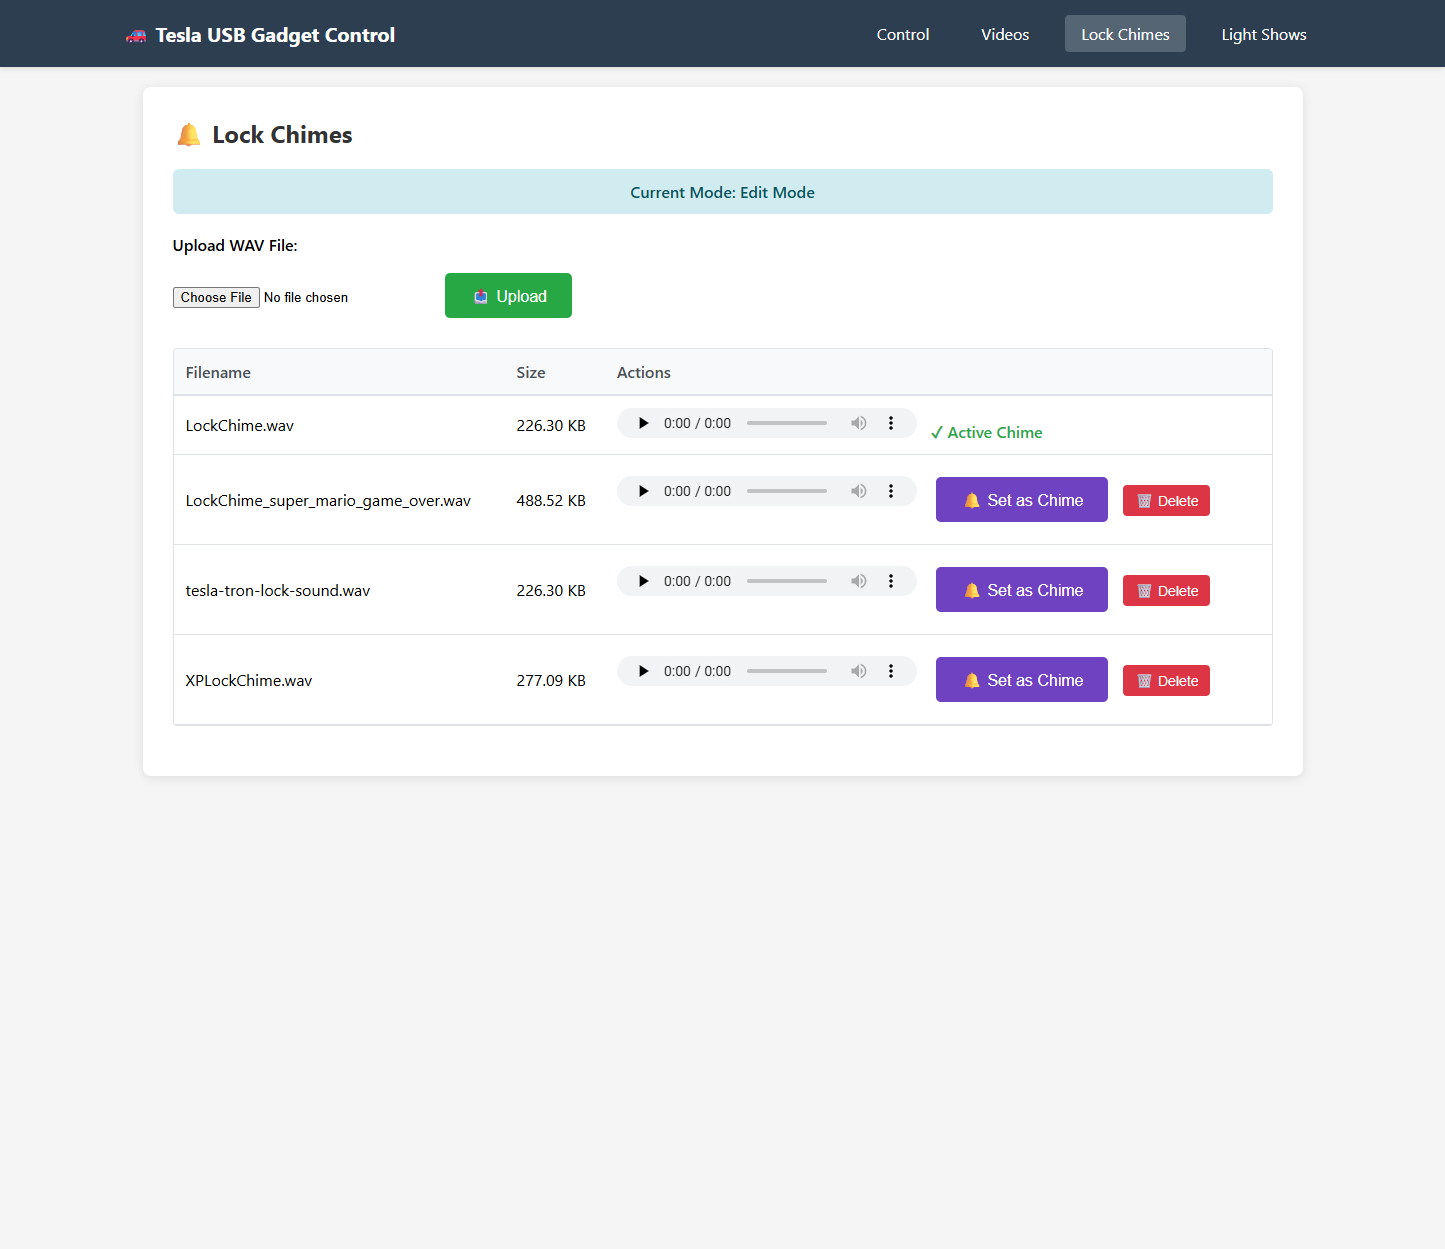 Tesla USB Gadget Control Control Videos Lock Chimes Light Shows
Lock Chimes
Current Mode: Edit Mode
Upload WAV File:
Choose File No file chosen Upload
Filename Size Actions
LockChime.wav 226.30 KB 0:00 / 0:00 ✓ Active Chime
LockChime_super_mario_game_over.wav 488.52 KB 0:00 / 0:00 Set as Chime Delete
tesla-tron-lock-sound.wav 226.30 KB 0:00 / 0:00 Set as Chime Delete
XPLockChime.wav 277.09 KB 0:00 / 0:00 Set as Chime Delete